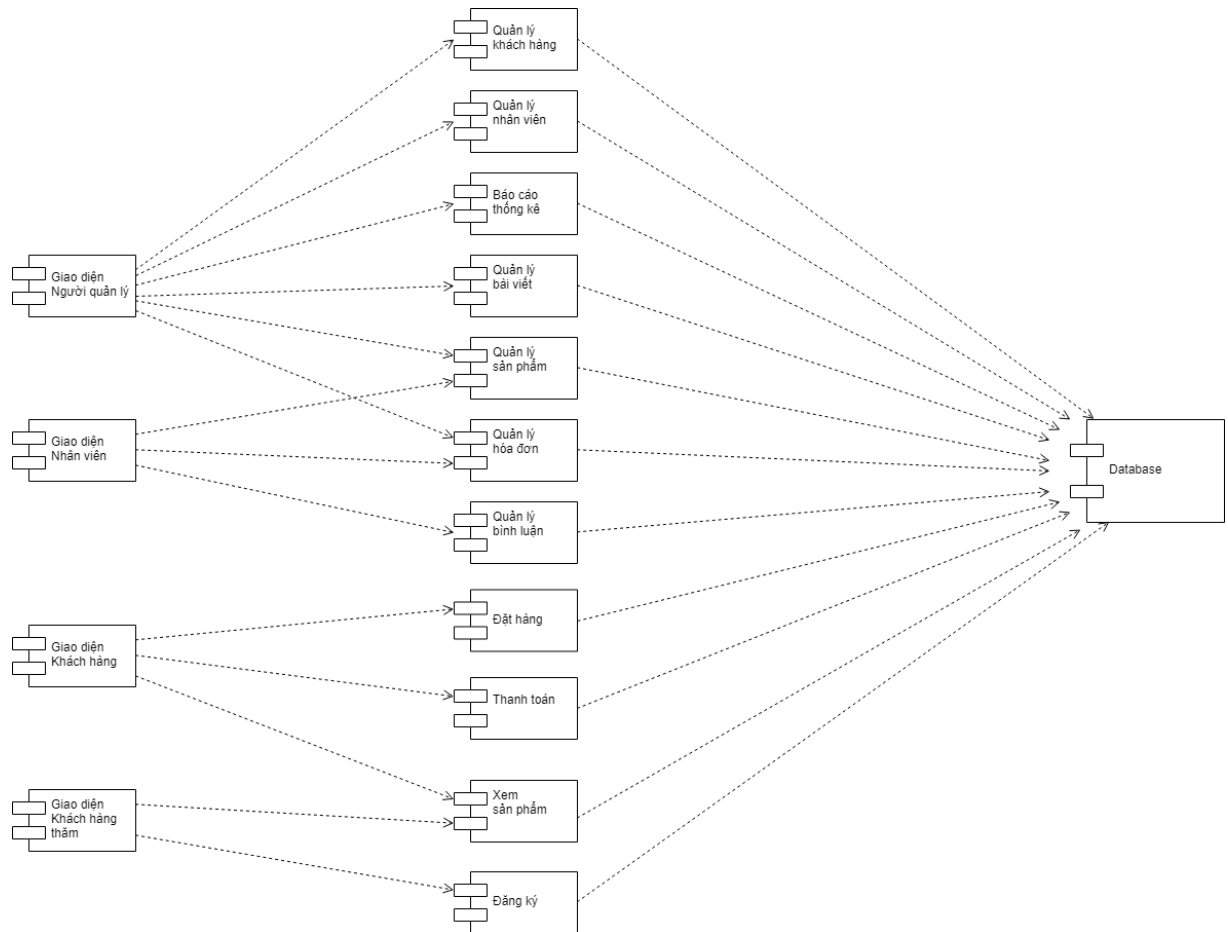 Quản lý
khách hàng
Quản lý
nhân viên
Báo cáo
thống kê
Giao diện
Người quản lý
Quản lý
bài viết
Quản lý
sản phẩm
Giao diện
Nhân viên
Quản lý
hóa đơn
Database
Quản lý
bình luận
Đặt hàng
Giao diện
Khách hàng
Thanh toán
Xem
sản phẩm
Giao diện
Khách hàng
thăm
Đăng ký